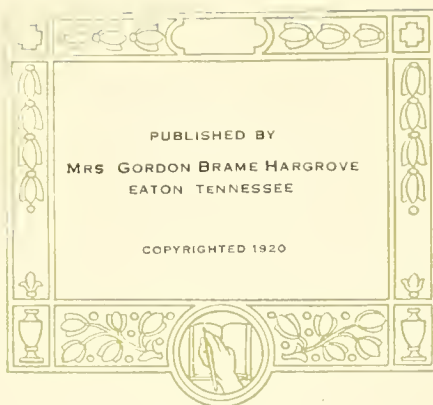 PUBLISHED BY
MRS GORDON BRAME HARGROVE
EATON TENNESSEE
COPYRIGHTED 1920